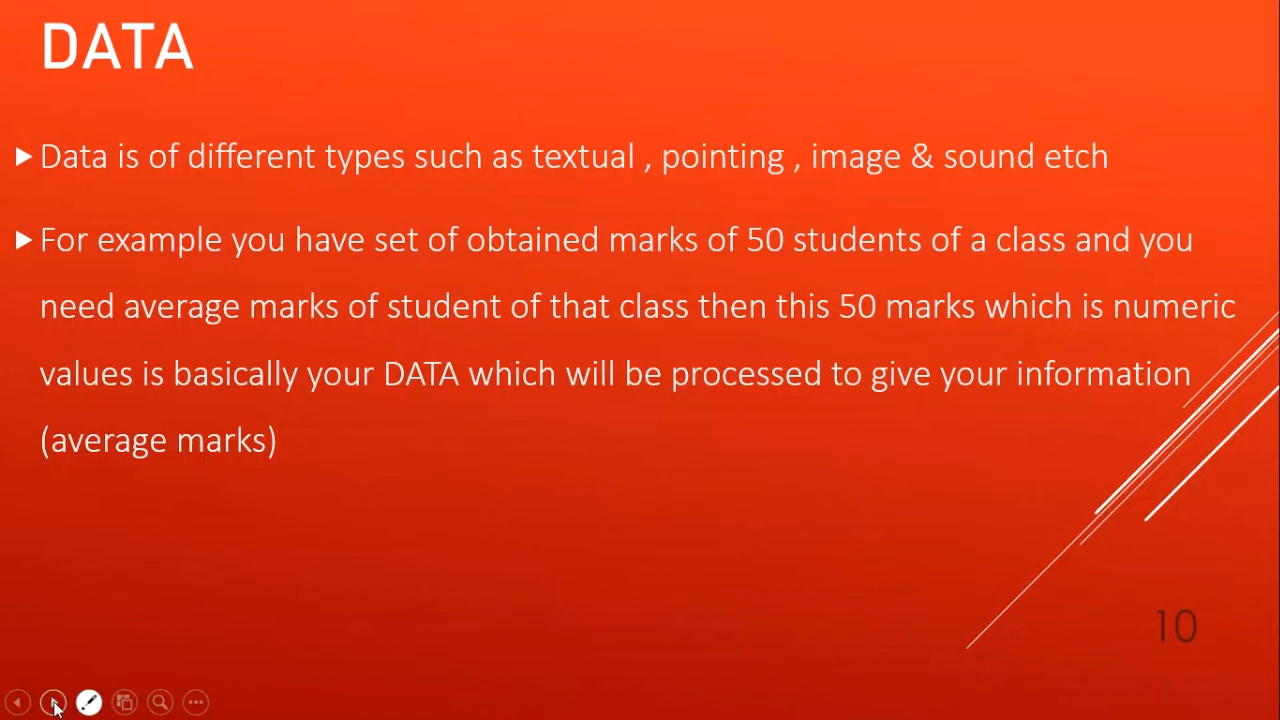 DATA
Data is of different types such as textual , pointing , image & sound etch
For example you have set of obtained marks of 50 students of a class and you
need average marks of student of that class then this 50 marks which is numeric
values is basically your DATA which will be processed to give your information
(average marks)
10